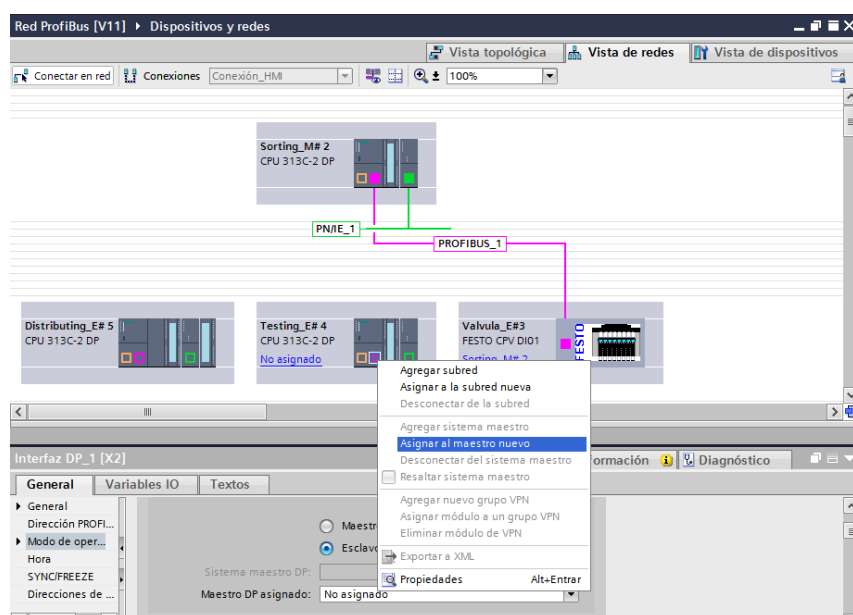 Red ProfiBus [V11] ▸ Dispositivos y redes
Vista topológica Vista de redes Vista de dispositivos
Conectar en red Conexiones Conexión_HMI 100%
Sorting_M# 2
CPU 313C-2 DP
PN/IE_1
PROFIBUS_1
Distributing_E# 5
CPU 313C-2 DP
Testing_E# 4
CPU 313C-2 DP
No asignado
Valvula_E#3
FESTO CPV DI01
Sorting_M# 2
FESTO
Agregar subred
Asignar a la subred nueva
Desconectar de la subred
Agregar sistema maestro
Asignar al maestro nuevo
Desconectar del sistema maestro
Resaltar sistema maestro
Agregar nuevo grupo VPN
Asignar módulo a un grupo VPN
Eliminar módulo de VPN
Exportar a XML
Propiedades Alt+Entrar
Interfaz DP_1 [X2]
formación Diagnóstico
General Variables IO Textos
General
Dirección PROFI...
Modo de oper...
Hora
SYNC/FREEZE
Direcciones de ...
Maestr
Esclavo
Sistema maestro DP:
Maestro DP asignado: No asignado